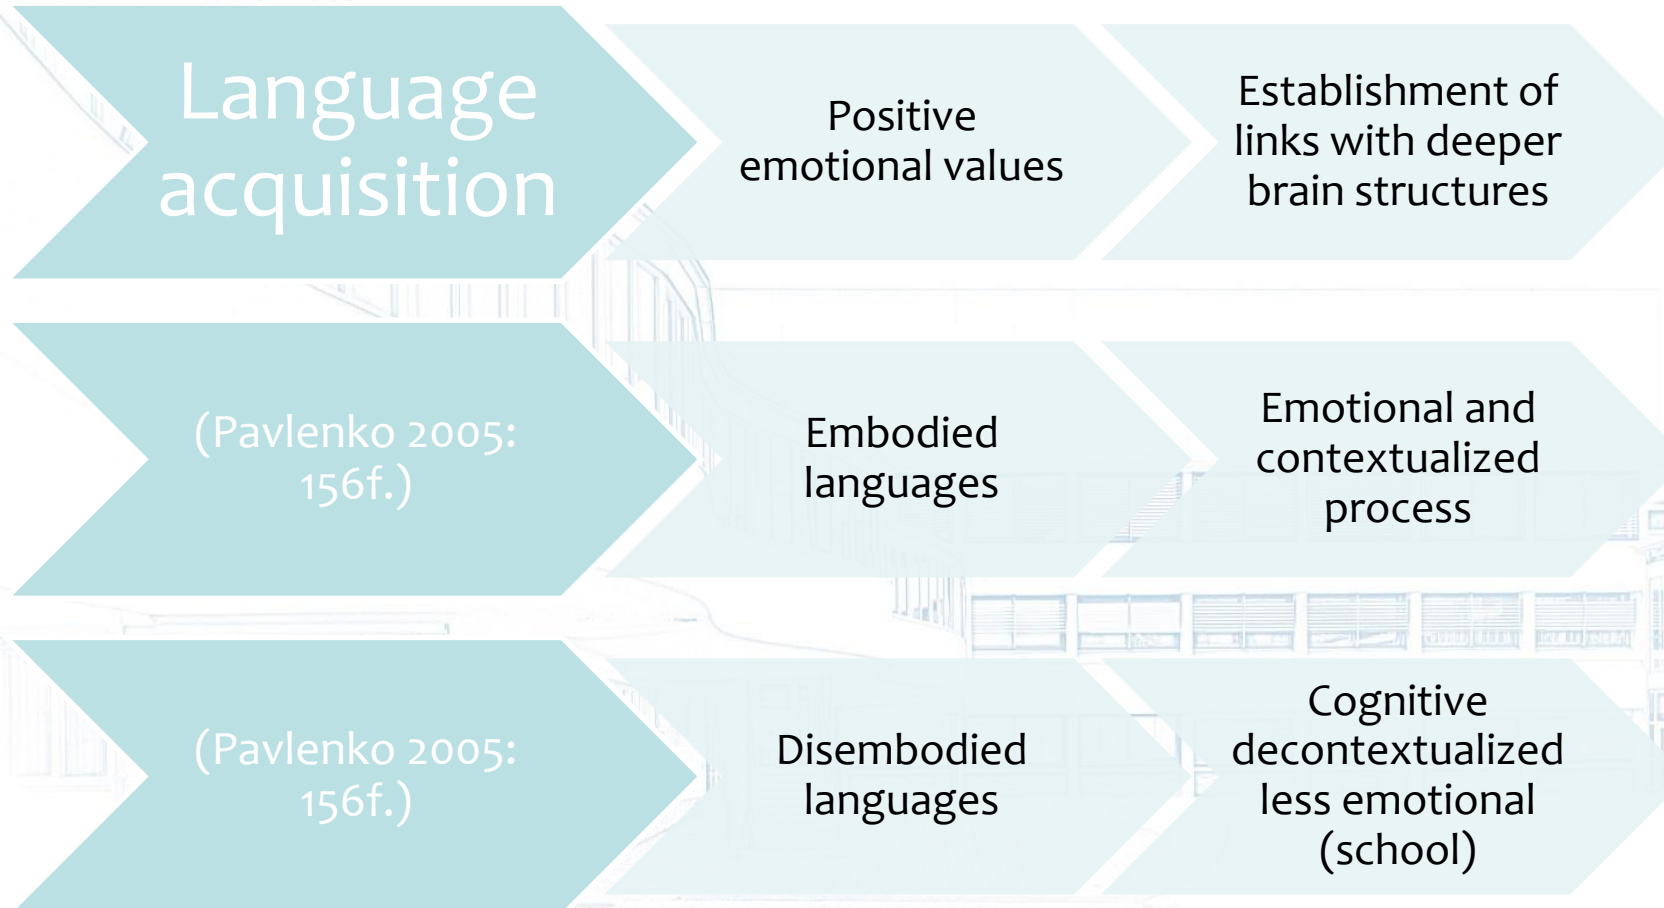 Language
acquisition
Positive
emotional values
Establishment of
links with deeper
brain structures
(Pavlenko 2005:
156f.)
Embodied
languages
Emotional and
contextualized
process
(Pavlenko 2005:
156f.)
Disembodied
languages
Cognitive
decontextualized
less emotional
(school)